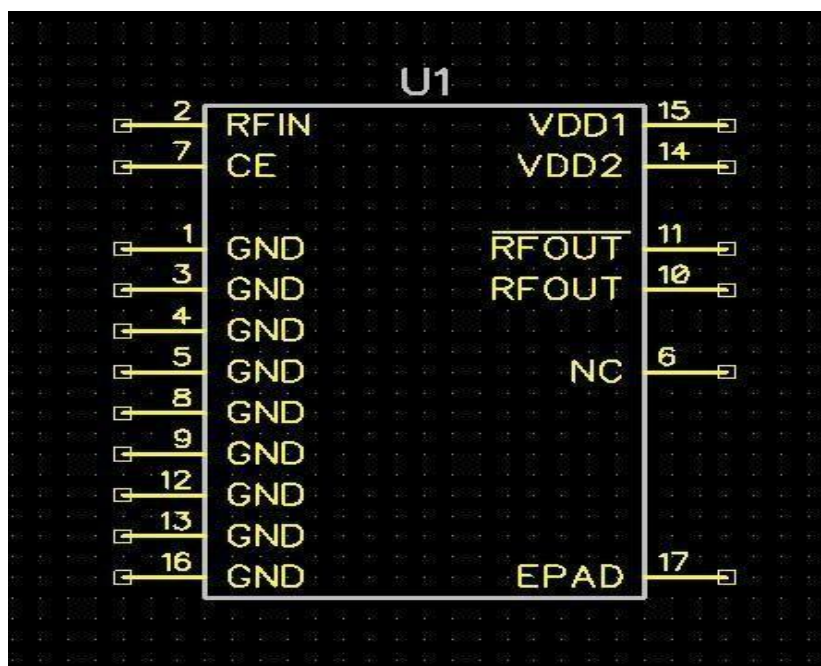 U1
2 RFIN VDD1 15
7 CE VDD2 14
1 GND RFOUT 11
3 GND RFOUT 10
4 GND
5 GND NC 6
8 GND
9 GND
12 GND
13 GND
16 GND EPAD 17